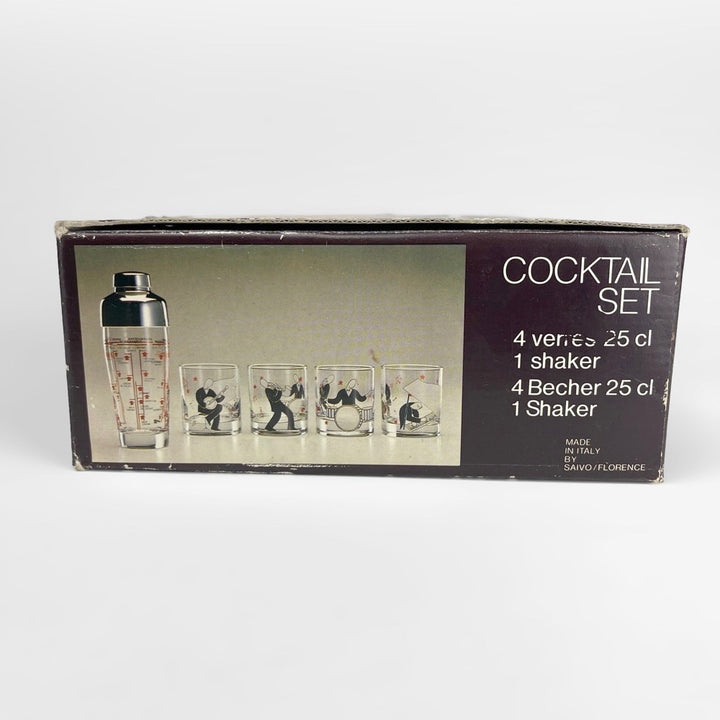 COCKTAIL
SET
4 verres 25 cl
1 shaker
4 Becher 25 cl
1 Shaker
MADE
IN ITALY
BY
SAIVO/FLORENCE